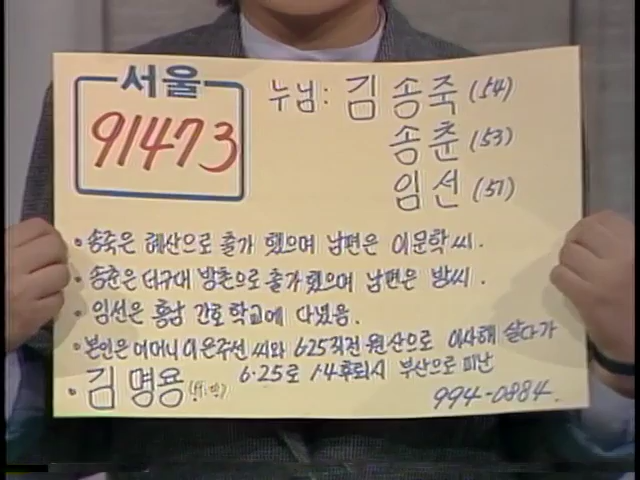 서울
91473
누님: 김송죽 (54)
송춘 (53)
임선 (51)
• 송죽은 혜산으로 출가 했으며 남편은 이문학씨.
• 송춘은 더구대 방촌으로 출가 했으며 남편은 방씨.
• 임선은 흥남 간호학교에 다녔음.
• 본인은 어머니 이은주선 씨와 6.25직전 원산으로 이사해 살다가
6·25로 1·4후퇴시 부산으로 피난
• 김명용
994-0884.